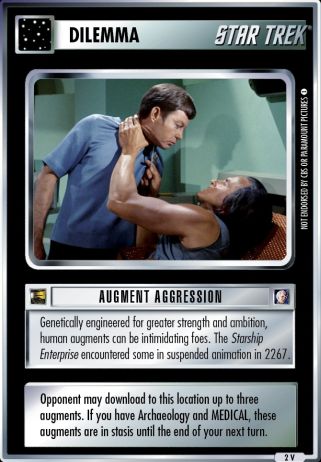 DILEMMA
STAR TREK®
NOT ENDORSED BY CBS OR PARAMOUNT PICTURES
AUGMENT AGGRESSION
Genetically engineered for greater strength and ambition,
human augments can be intimidating foes. The Starship
Enterprise encountered some in suspended animation in 2267.
Opponent may download to this location up to three
augments. If you have Archaeology and MEDICAL, these
augments are in stasis until the end of your next turn.
2 V